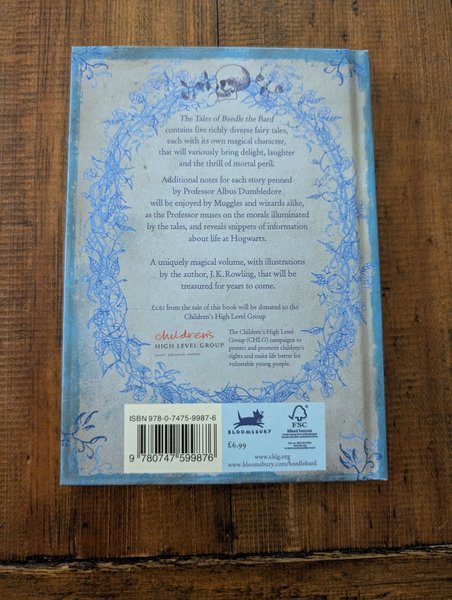 The Tales of Beedle the Bard
contains five richly diverse fairy tales,
each with its own magical character,
that will variously bring delight, laughter
and the thrill of mortal peril.
Additional notes for each story penned
by Professor Albus Dumbledore
will be enjoyed by Muggles and wizards alike,
as the Professor muses on the morals illuminated
by the tales, and reveals snippets of information
about life at Hogwarts.
A uniquely magical volume, with illustrations
by the author, J.K.Rowling, that will be
treasured for years to come.
£1.61 from the sale of this book will be donated to the
Children's High Level Group
children's
HIGH LEVEL GROUP
The Children's High Level
Group (CHLG) campaigns to
protect and promote children's
rights and make life better for
vulnerable young people.
ISBN 978-0-7475-9987-6
9 780747 599876
BLOOMSBURY
£6.99
FSC
Mixed Sources
www.chlg.org
www.bloomsbury.com/beedlebard